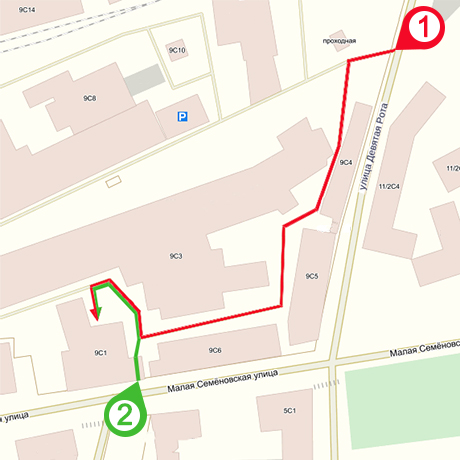 9С14
1
проходная
9С10
9С8
P
улица Девятая Рота
9С4
11/2С4
11/2
9С3
9С5
9С1
9С6
Малая Семёновск
Малая Семёновская улица
я улица
2
5С1